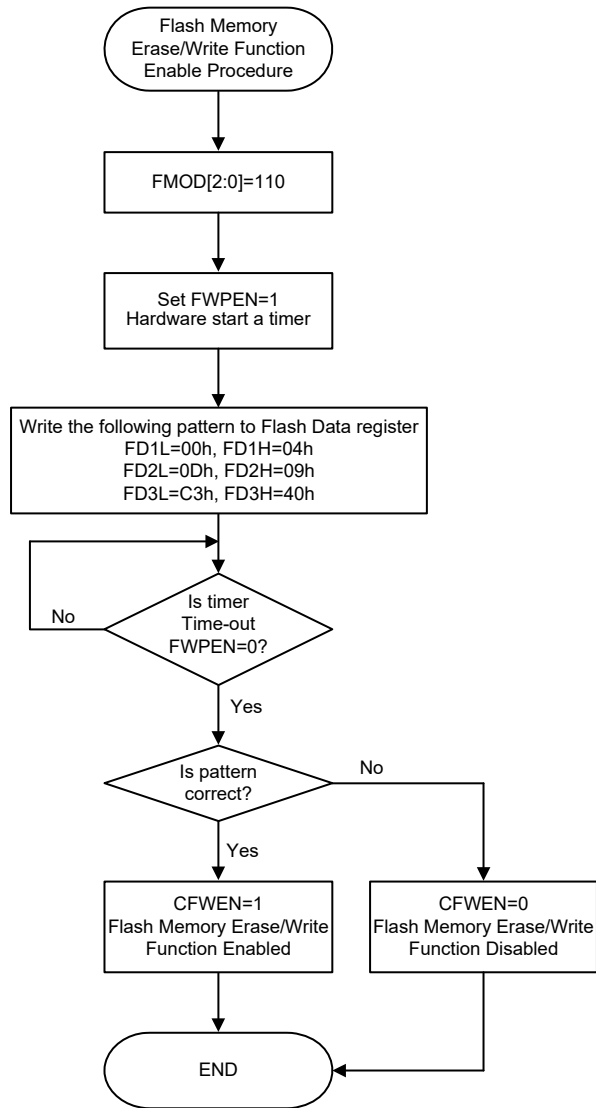 Flash Memory
Erase/Write Function
Enable Procedure
FMOD[2:0]=110
Set FWPEN=1
Hardware start a timer
Write the following pattern to Flash Data register
FD1L=00h, FD1H=04h
FD2L=0Dh, FD2H=09h
FD3L=C3h, FD3H=40h
Is timer
Time-out
FWPEN=0?
No
Yes
Is pattern
correct?
No
Yes
CFWEN=1
Flash Memory Erase/Write
Function Enabled
CFWEN=0
Flash Memory Erase/Write
Function Disabled
END